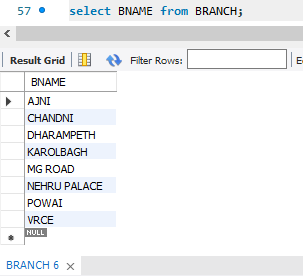 57 select BNAME from BRANCH;
Result Grid Filter Rows:
BNAME
AJNI
CHANDNI
DHARAMPETH
KAROLBAGH
MG ROAD
NEHRU PALACE
POWAI
VRCE
NULL
BRANCH 6 ×